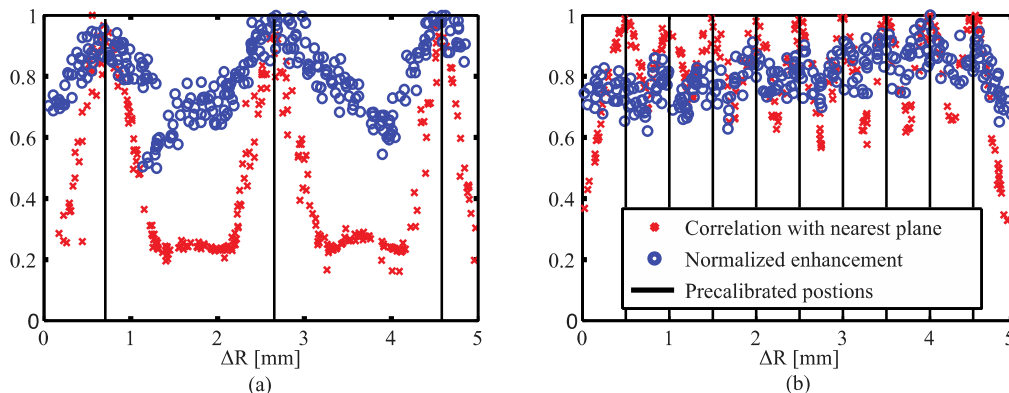 1
0.8
0.6
0.4
0.2
0
0 1 2 3 4 5
ΔR [mm]
(a)
1
0.8
0.6
0.4
0.2
0
Correlation with nearest plane
Normalized enhancement
Precalibrated postions
0 1 2 3 4 5
ΔR [mm]
(b)